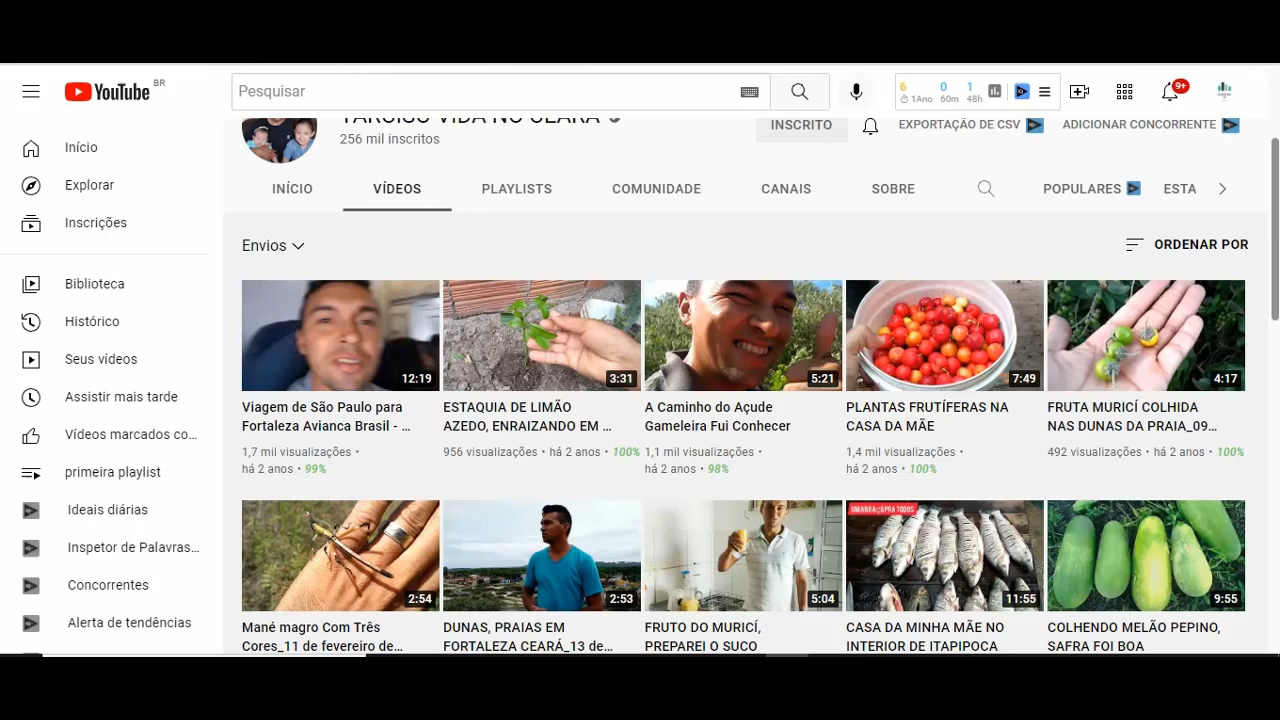 YouTube BR
Pesquisar
6 0 1
1Ano 60m 48h
9+
TARCISO VIDA NO CEARÁ
256 mil inscritos
INSCRITO
EXPORTAÇÃO DE CSV
ADICIONAR CONCORRENTE
INÍCIO VÍDEOS PLAYLISTS COMUNIDADE CANAIS SOBRE POPULARES ESTA
Início
Explorar
Inscrições
Biblioteca
Histórico
Seus vídeos
Assistir mais tarde
Vídeos marcados co...
primeira playlist
Ideais diárias
Inspetor de Palavras...
Concorrentes
Alerta de tendências
Envios
ORDENAR POR
12:19
Viagem de São Paulo para
Fortaleza Avianca Brasil - ...
1,7 mil visualizações •
há 2 anos • 99%
3:31
ESTAQUIA DE LIMÃO
AZEDO, ENRAIZANDO EM ...
956 visualizações • há 2 anos • 100%
5:21
A Caminho do Açude
Gameleira Fui Conhecer
1,1 mil visualizações •
há 2 anos • 98%
7:49
PLANTAS FRUTÍFERAS NA
CASA DA MÃE
1,4 mil visualizações •
há 2 anos • 100%
4:17
FRUTA MURICÍ COLHIDA
NAS DUNAS DA PRAIA_09...
492 visualizações • há 2 anos • 100%
2:54
Mané magro Com Três
Cores_11 de fevereiro de...
2:53
DUNAS, PRAIAS EM
FORTALEZA CEARÁ_13 de...
5:04
FRUTO DO MURICÍ,
PREPAREI O SUCO
11:55
CASA DA MINHA MÃE NO
INTERIOR DE ITAPIPOCA
9:55
COLHENDO MELÃO PEPINO,
SAFRA FOI BOA